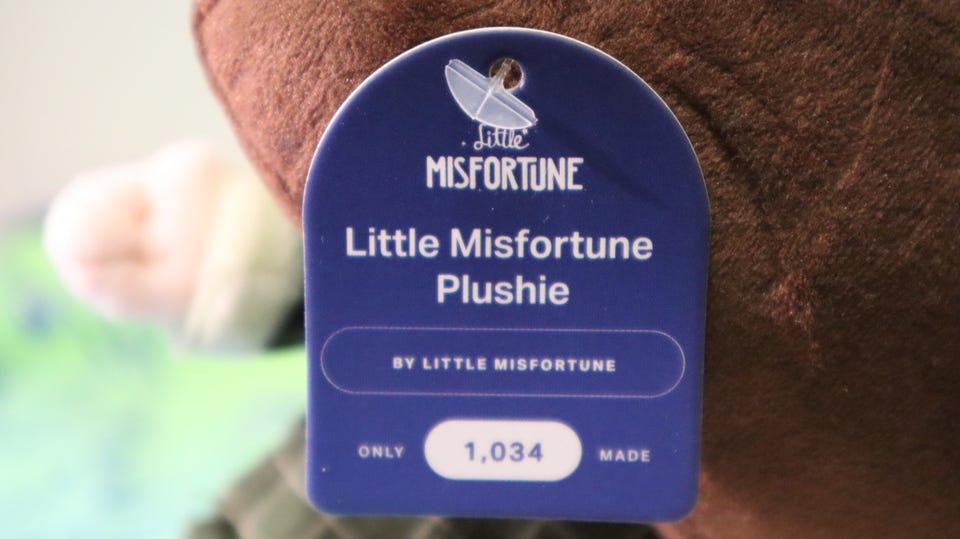 Little
MISFORTUNE
Little Misfortune
Plushie
BY LITTLE MISFORTUNE
ONLY 1,034 MADE